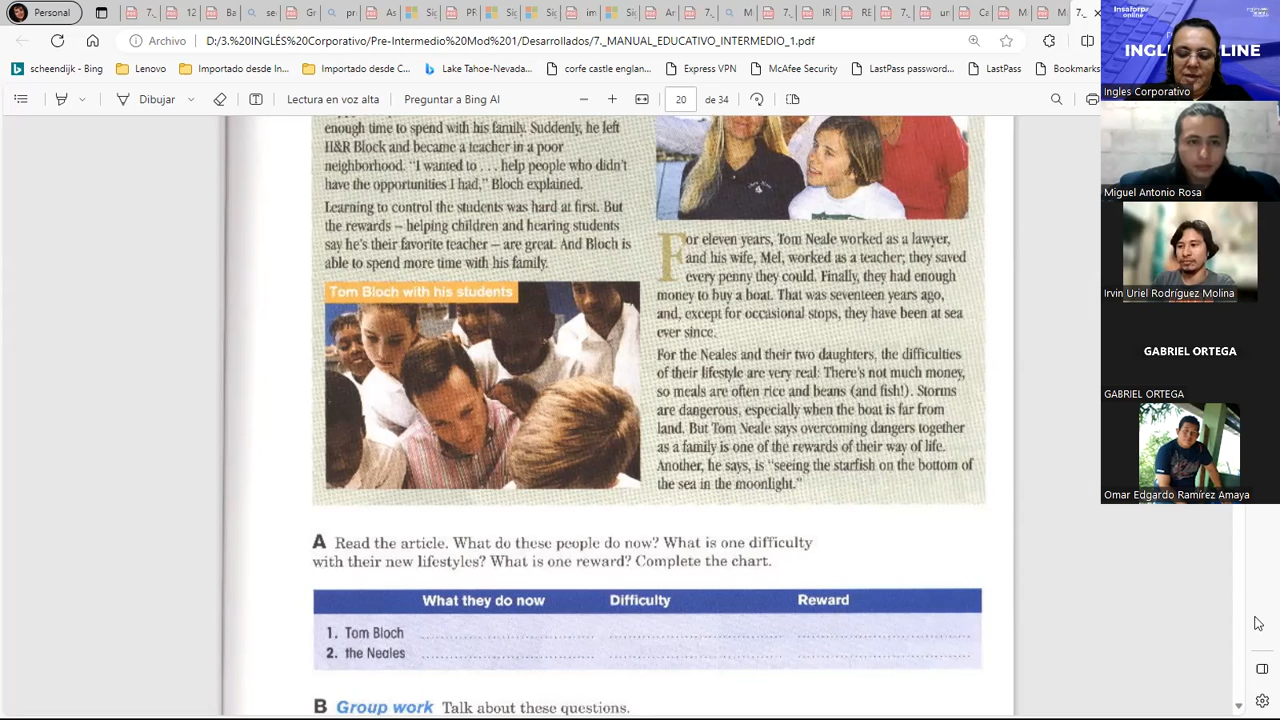 Personal
Archivo
D:/3.%20INGLÉS%20Corporativo/Pre-Intermedio/Mod%201/Desarrollados/7._MANUAL_EDUCATIVO_INTERMEDIO_1.pdf
scheendijk - Bing
Lenovo
Importado desde In...
Importado desde In...
Lake Balaton
corfe castle englan...
Express VPN
McAfee Security
LastPass password...
LastPass
Bookmarks
Dibujar
Lectura en voz alta
Preguntar a Bing AI
20
de 34
enough time to spend with his family. Suddenly, he left
H&R Block and became a teacher in a poor
neighborhood. “I wanted to . . . help people who didn’t
have the opportunities I had,” Bloch explained.
Learning to control the students was hard at first. But
the rewards – helping children and hearing students
say he’s their favorite teacher – are great. And Bloch is
able to spend more time with his family.
Tom Bloch with his students
For eleven years, Tom Neale worked as a lawyer,
and his wife, Mel, worked as a teacher; they saved
every penny they could. Finally, they had enough
money to buy a boat. That was seventeen years ago,
and, except for occasional stops, they have been at sea
ever since.
For the Neales and their two daughters, the difficulties
of their lifestyle are very real: There’s not much money,
so meals are often rice and beans (and fish!). Storms
are dangerous, especially when the boat is far from
land. But Tom Neale says overcoming dangers together
as a family is one of the rewards of their way of life.
Another, he says, is “seeing the starfish on the bottom of
the sea in the moonlight.”
A Read the article. What do these people do now? What is one difficulty
with their new lifestyles? What is one reward? Complete the chart.
What they do now
Difficulty
Reward
1. Tom Bloch
2. the Neales
B Group work Talk about these questions.
Insaforp
online
Ingles Corporativo
Miguel Antonio Rosa
Irvin Uriel Rodríguez Molina
GABRIEL ORTEGA
GABRIEL ORTEGA
Omar Edgardo Ramírez Amaya